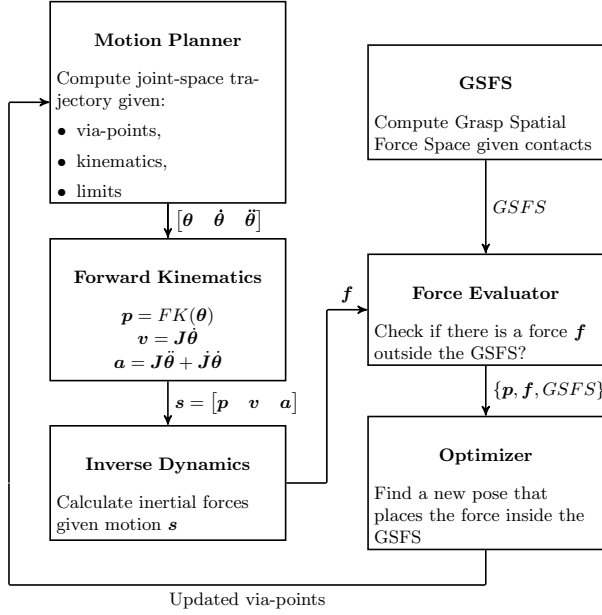 Motion Planner
Compute joint-space tra-
jectory given:
• via-points,
• kinematics,
• limits
[θ θ̇ θ̈]
Forward Kinematics
p = FK(θ)
v = Jθ̇
a = Jθ̈ + J̇θ̇
s = [p v a]
Inverse Dynamics
Calculate inertial forces
given motion s
f
GSFS
Compute Grasp Spatial
Force Space given contacts
GSFS
Force Evaluator
Check if there is a force f
outside the GSFS?
{p, f, GSFS}
Optimizer
Find a new pose that
places the force inside the
GSFS
Updated via-points